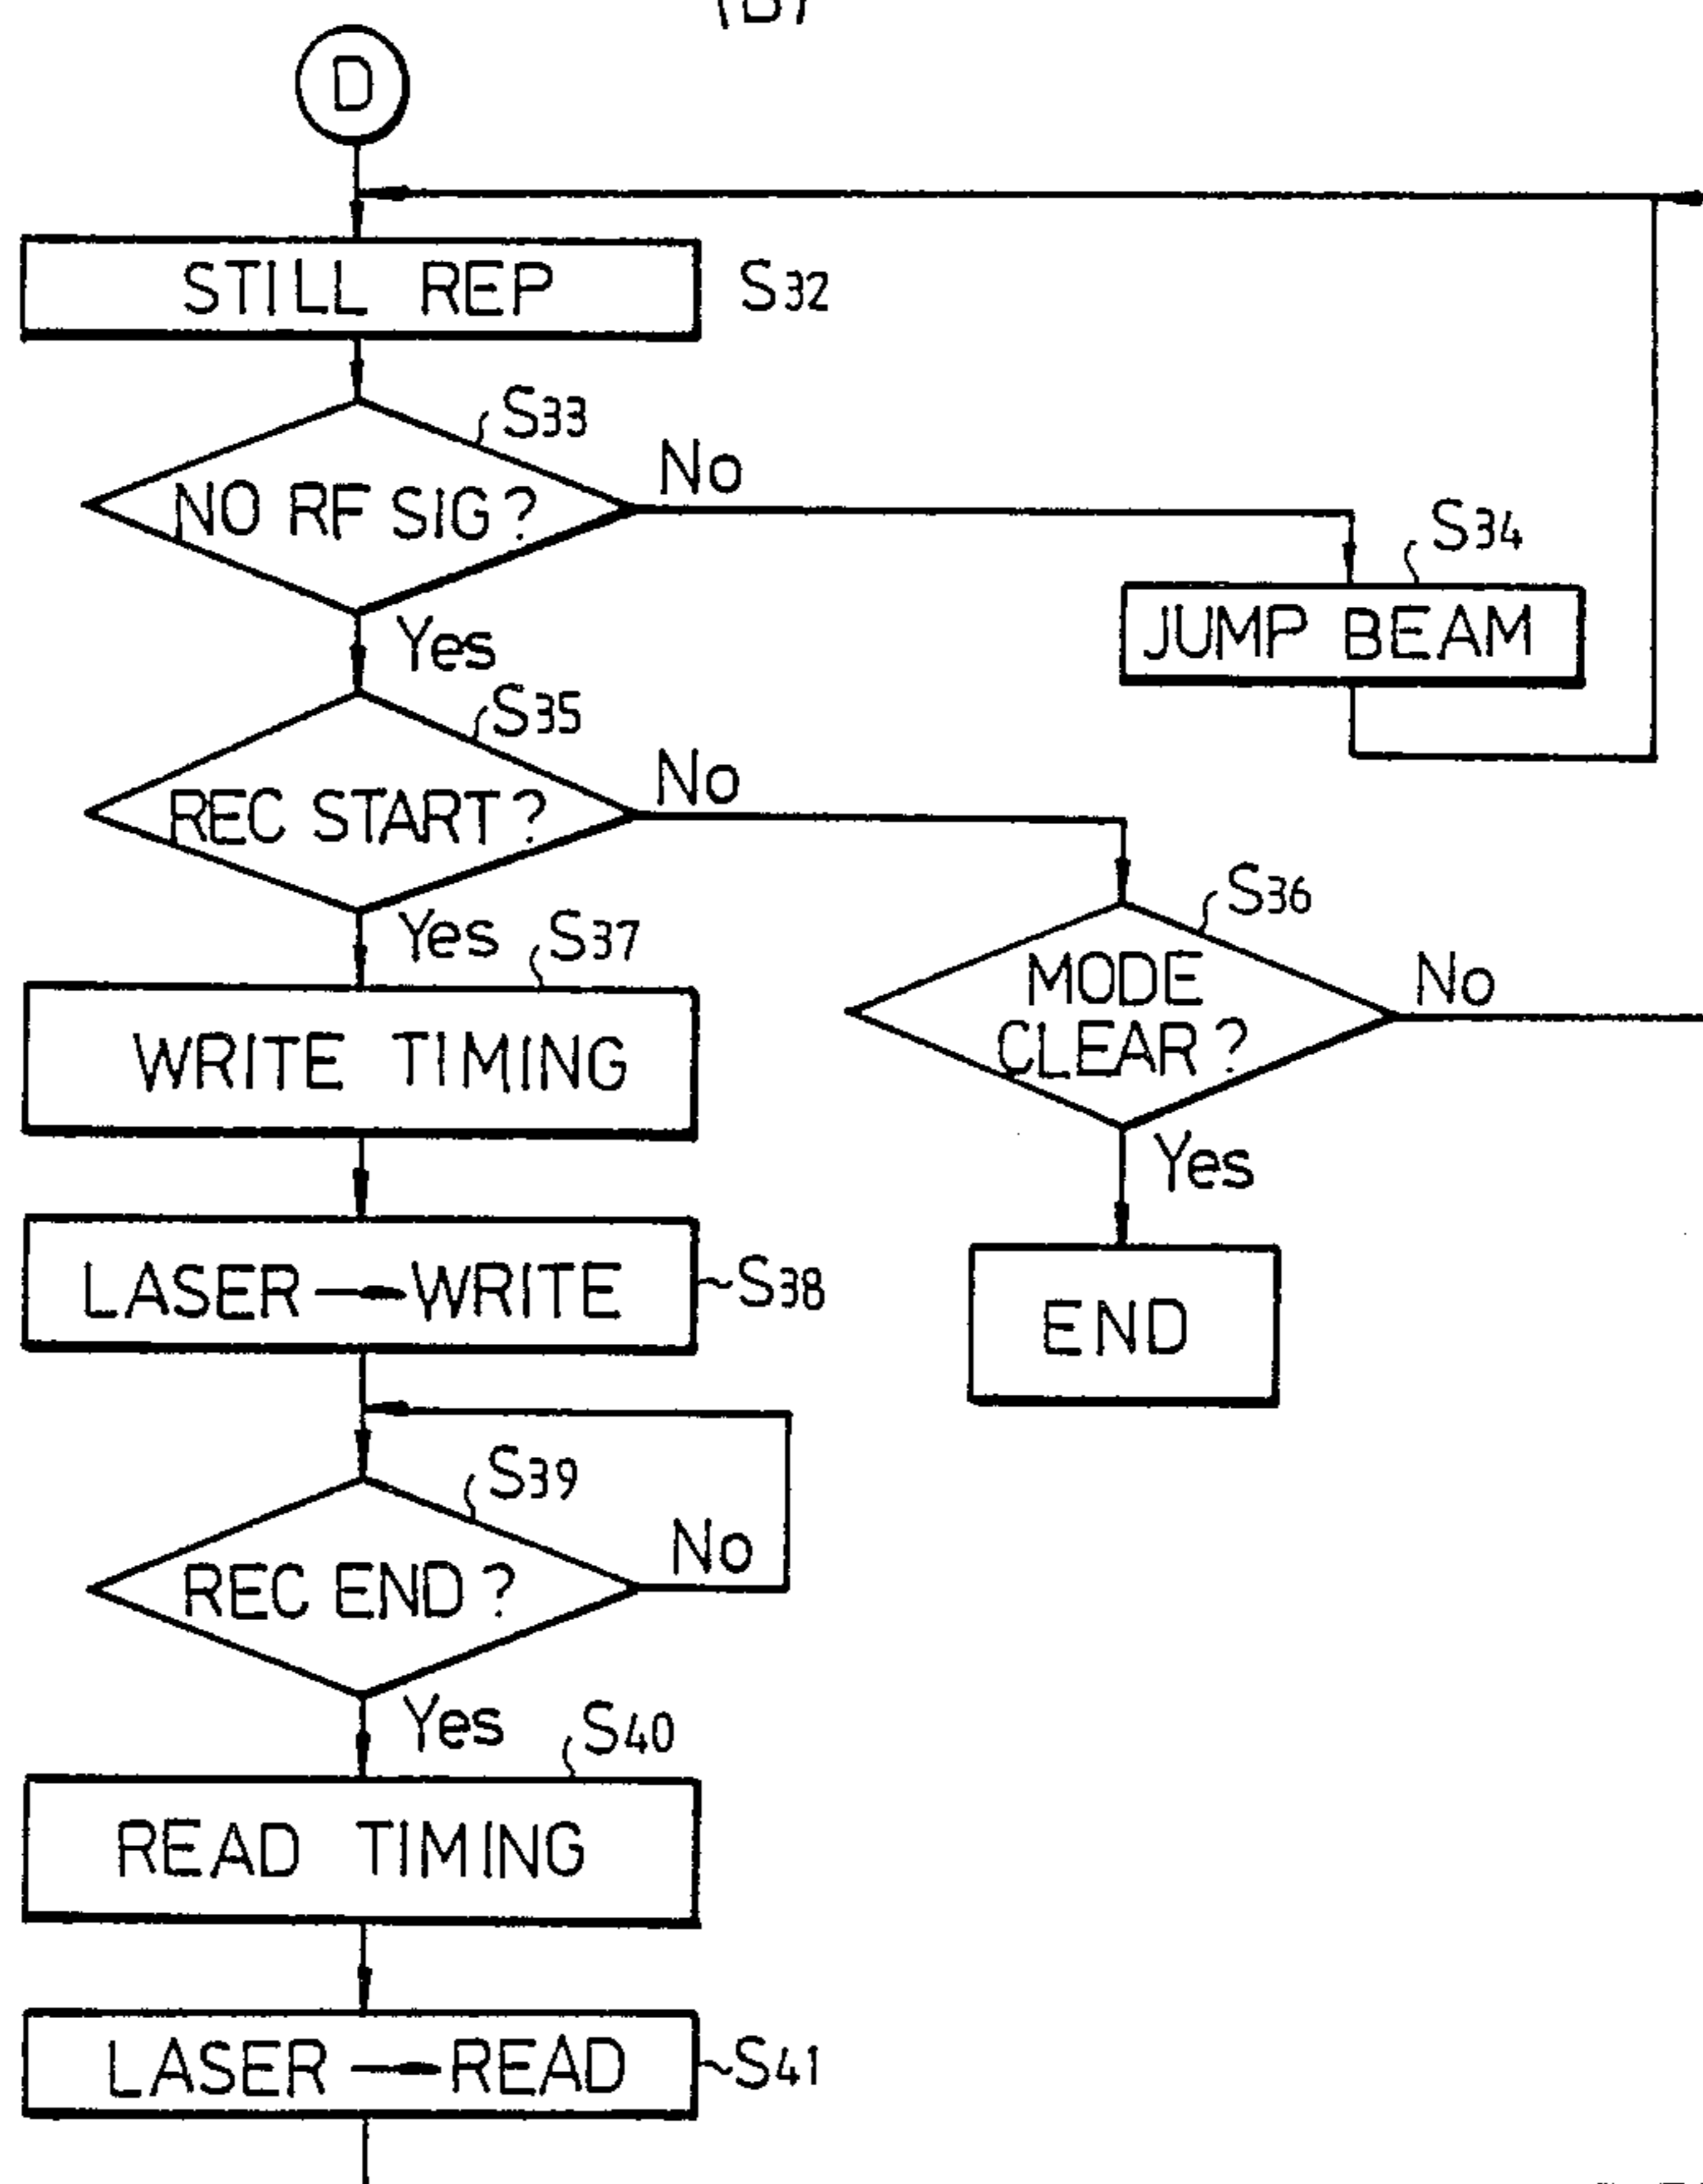 D
STILL REP
S32
S33
NO RF SIG?
No
S34
JUMP BEAM
Yes
S35
REC START?
No
S36
Yes
S37
MODE
CLEAR?
No
WRITE TIMING
Yes
LASER → WRITE
S38
END
S39
REC END?
No
Yes
S40
READ TIMING
LASER → READ
S41